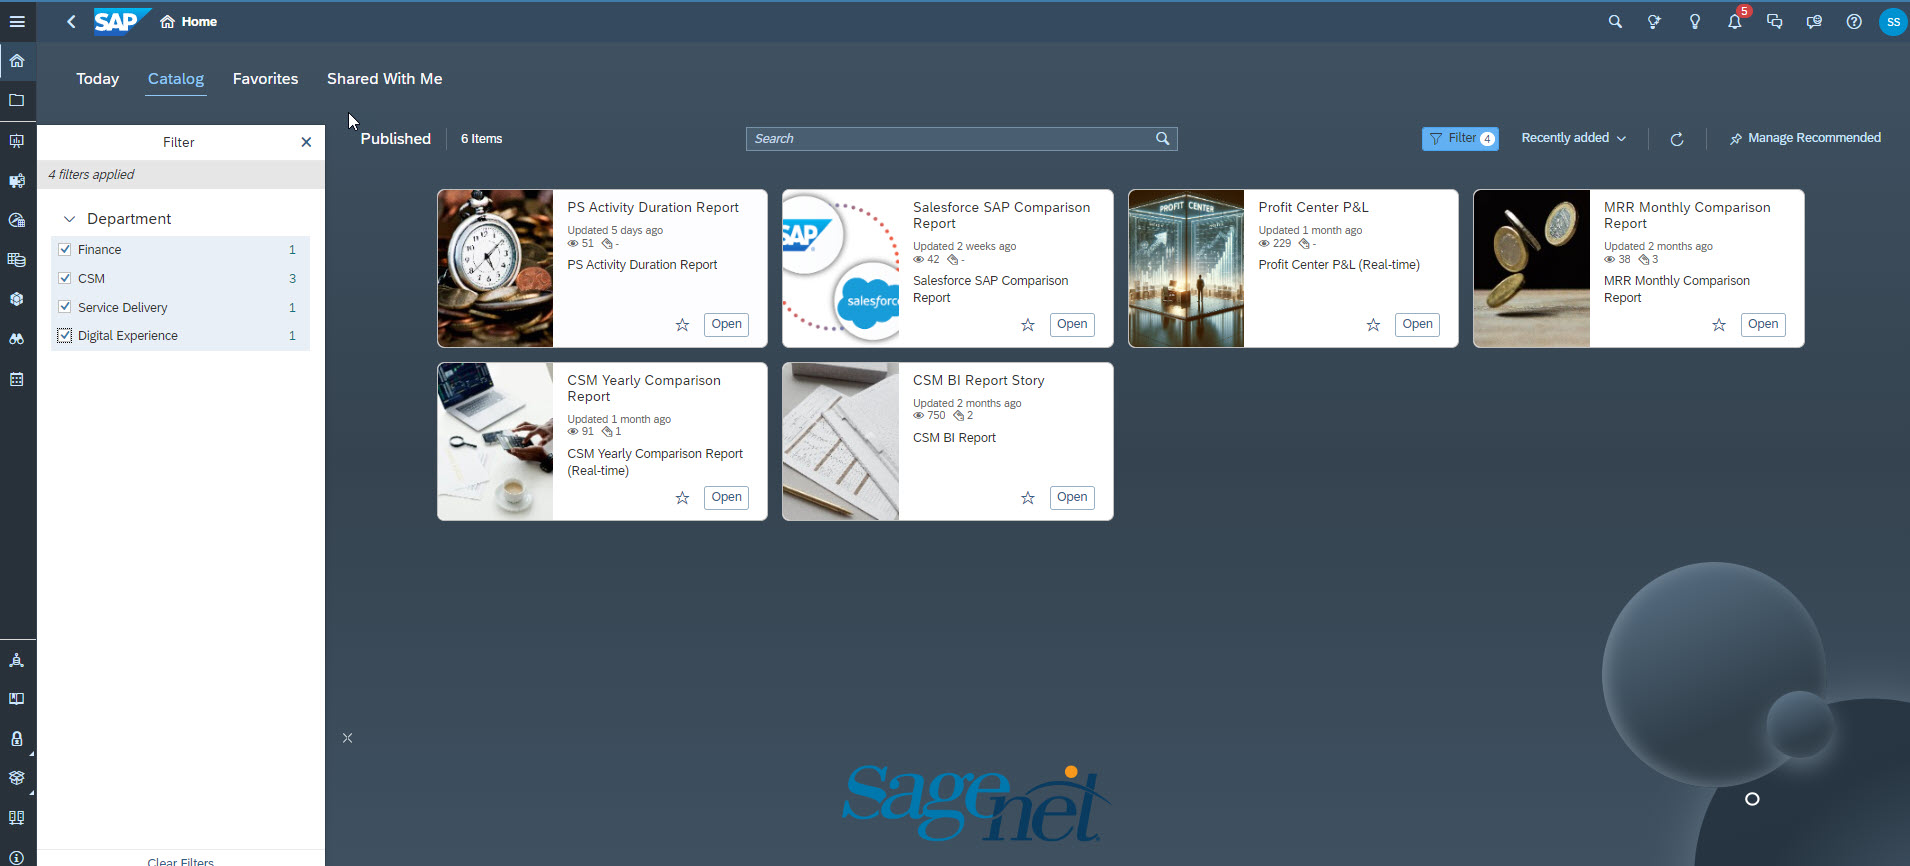 SAP
Home
5
SS
Today
Catalog
Favorites
Shared With Me
Filter
4 filters applied
Department
Finance 1
CSM 3
Service Delivery 1
Digital Experience 1
Clear Filters
Published
6 Items
Search
Filter 4
Recently added
Manage Recommended
PS Activity Duration Report
Updated 5 days ago
51 -
PS Activity Duration Report
Open
SAP
salesforce
Salesforce SAP Comparison
Report
Updated 2 weeks ago
42 -
Salesforce SAP Comparison
Report
Open
PROFIT CENTER
Profit Center P&L
Updated 1 month ago
229 -
Profit Center P&L (Real-time)
Open
MRR Monthly Comparison
Report
Updated 2 months ago
38 3
MRR Monthly Comparison
Report
Open
CSM Yearly Comparison
Report
Updated 1 month ago
91 1
CSM Yearly Comparison Report
(Real-time)
Open
CSM BI Report Story
Updated 2 months ago
750 2
CSM BI Report
Open
Sagenet